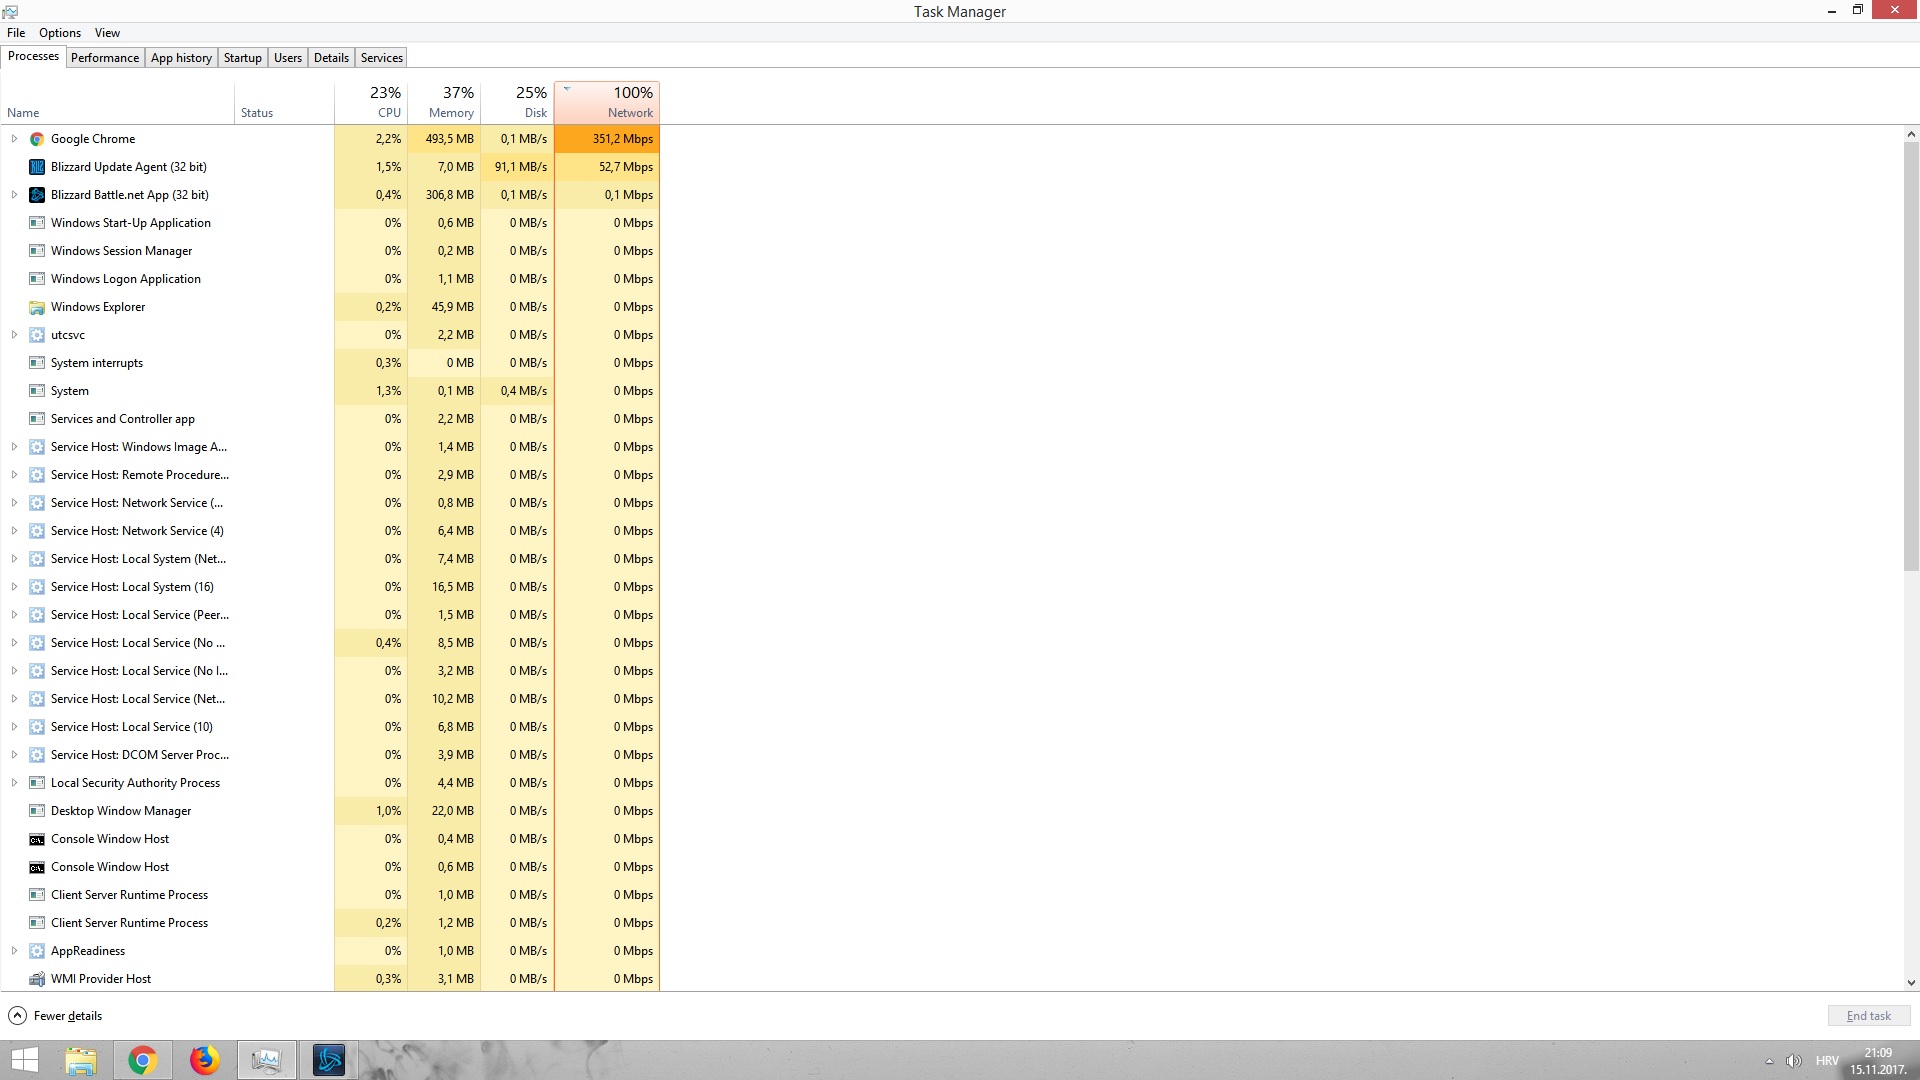 Task Manager
File Options View
Processes Performance App history Startup Users Details Services
23% 37% 25% 100%
Name Status CPU Memory Disk Network
Google Chrome 2,2% 493,5 MB 0,1 MB/s 351,2 Mbps
Blizzard Update Agent (32 bit) 1,5% 7,0 MB 91,1 MB/s 52,7 Mbps
Blizzard Battle.net App (32 bit) 0,4% 306,8 MB 0,1 MB/s 0,1 Mbps
Windows Start-Up Application 0% 0,6 MB 0 MB/s 0 Mbps
Windows Session Manager 0% 0,2 MB 0 MB/s 0 Mbps
Windows Logon Application 0% 1,1 MB 0 MB/s 0 Mbps
Windows Explorer 0,2% 45,9 MB 0 MB/s 0 Mbps
utcsvc 0% 2,2 MB 0 MB/s 0 Mbps
System interrupts 0,3% 0 MB 0 MB/s 0 Mbps
System 1,3% 0,1 MB 0,4 MB/s 0 Mbps
Services and Controller app 0% 2,2 MB 0 MB/s 0 Mbps
Service Host: Windows Image A... 0% 1,4 MB 0 MB/s 0 Mbps
Service Host: Remote Procedure... 0% 2,9 MB 0 MB/s 0 Mbps
Service Host: Network Service (... 0% 0,8 MB 0 MB/s 0 Mbps
Service Host: Network Service (4) 0% 6,4 MB 0 MB/s 0 Mbps
Service Host: Local System (Net... 0% 7,4 MB 0 MB/s 0 Mbps
Service Host: Local System (16) 0% 16,5 MB 0 MB/s 0 Mbps
Service Host: Local Service (Peer... 0% 1,5 MB 0 MB/s 0 Mbps
Service Host: Local Service (No ... 0,4% 8,5 MB 0 MB/s 0 Mbps
Service Host: Local Service (No I... 0% 3,2 MB 0 MB/s 0 Mbps
Service Host: Local Service (Net... 0% 10,2 MB 0 MB/s 0 Mbps
Service Host: Local Service (10) 0% 6,8 MB 0 MB/s 0 Mbps
Service Host: DCOM Server Proc... 0% 3,9 MB 0 MB/s 0 Mbps
Local Security Authority Process 0% 4,4 MB 0 MB/s 0 Mbps
Desktop Window Manager 1,0% 22,0 MB 0 MB/s 0 Mbps
Console Window Host 0% 0,4 MB 0 MB/s 0 Mbps
Console Window Host 0% 0,6 MB 0 MB/s 0 Mbps
Client Server Runtime Process 0% 1,0 MB 0 MB/s 0 Mbps
Client Server Runtime Process 0,2% 1,2 MB 0 MB/s 0 Mbps
AppReadiness 0% 1,0 MB 0 MB/s 0 Mbps
WMI Provider Host 0,3% 3,1 MB 0 MB/s 0 Mbps
Fewer details End task
HRV 21:09
15.11.2017.